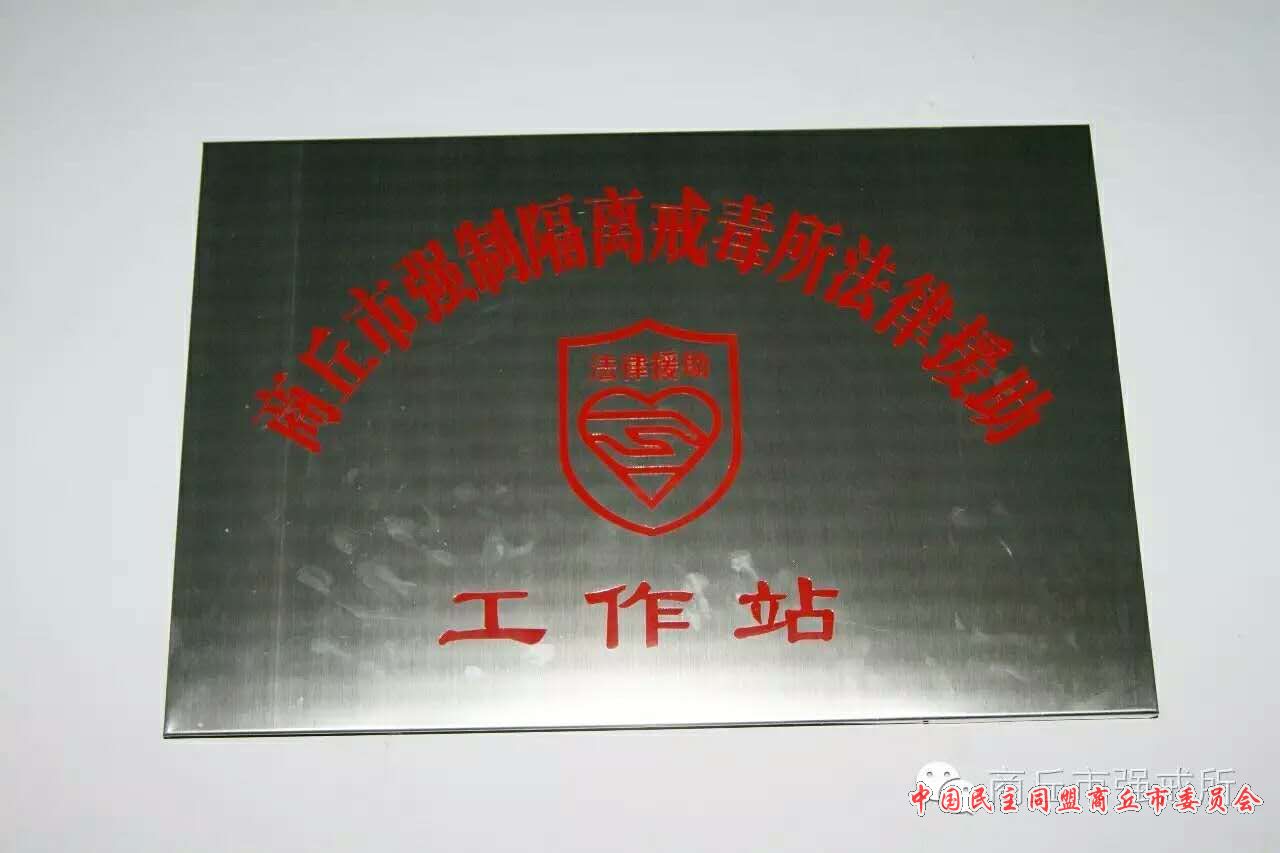 商丘市强制隔离戒毒所法律援助
法律援助
工作站
商丘市强戒所
中国民主同盟商丘市委员会